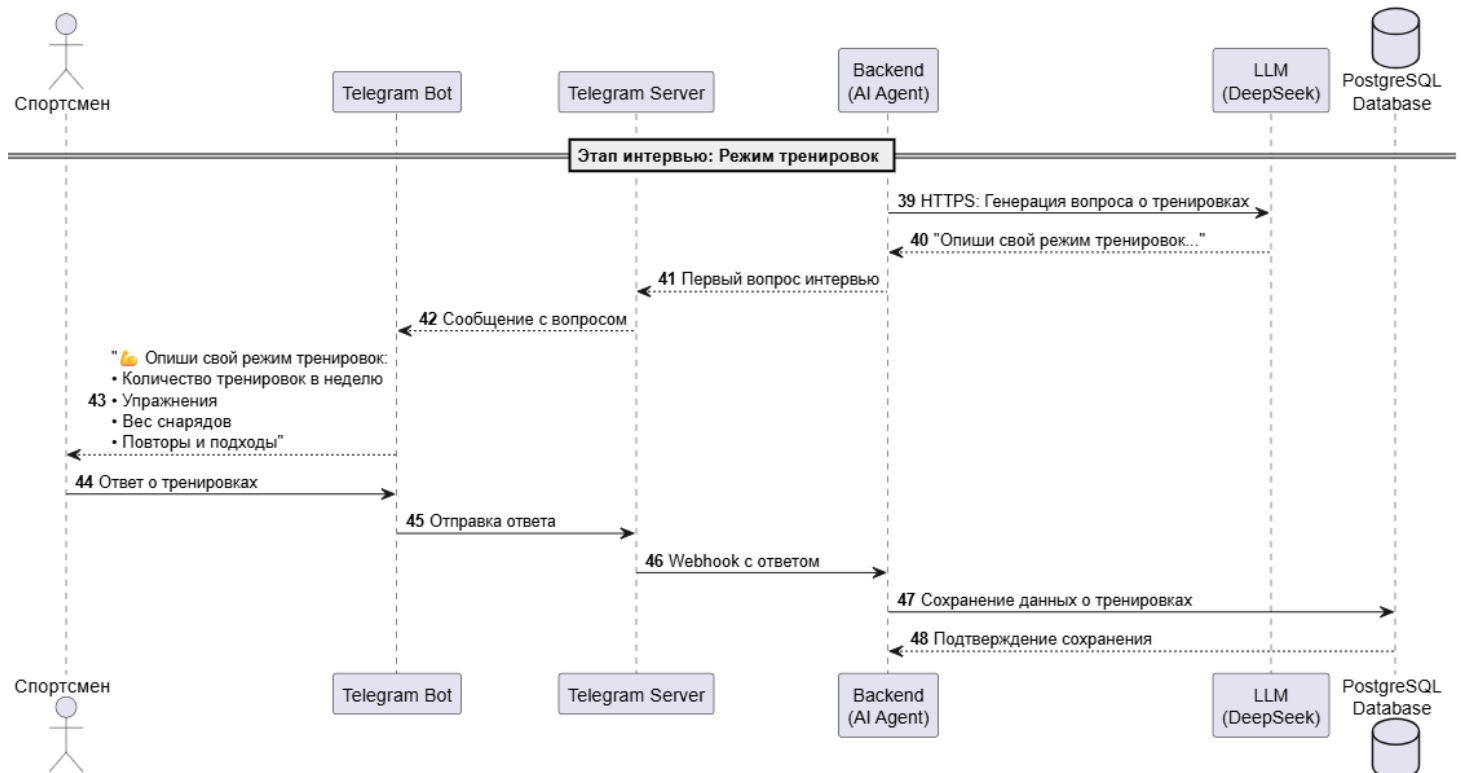 Спортсмен
Telegram Bot
Telegram Server
Backend
(AI Agent)
LLM
(DeepSeek)
PostgreSQL
Database
Этап интервью: Режим тренировок
39 HTTPS: Генерация вопроса о тренировках
40 "Опиши свой режим тренировок..."
41 Первый вопрос интервью
42 Сообщение с вопросом
"💪 Опиши свой режим тренировок:
• Количество тренировок в неделю
43 • Упражнения
• Вес снарядов
• Повторы и подходы"
44 Ответ о тренировках
45 Отправка ответа
46 Webhook с ответом
47 Сохранение данных о тренировках
48 Подтверждение сохранения
Спортсмен
Telegram Bot
Telegram Server
Backend
(AI Agent)
LLM
(DeepSeek)
PostgreSQL
Database